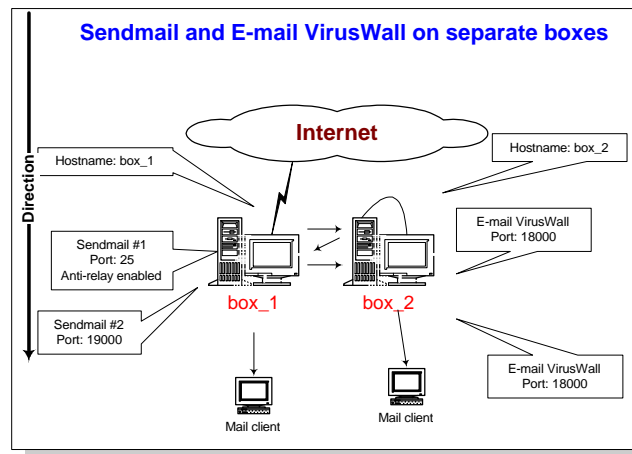 Sendmail and E-mail VirusWall on separate boxes
Direction
Internet
Hostname: box_1
Hostname: box_2
Sendmail #1
Port: 25
Anti-relay enabled
E-mail VirusWall
Port: 18000
box_1
box_2
Sendmail #2
Port: 19000
E-mail VirusWall
Port: 18000
Mail client
Mail client